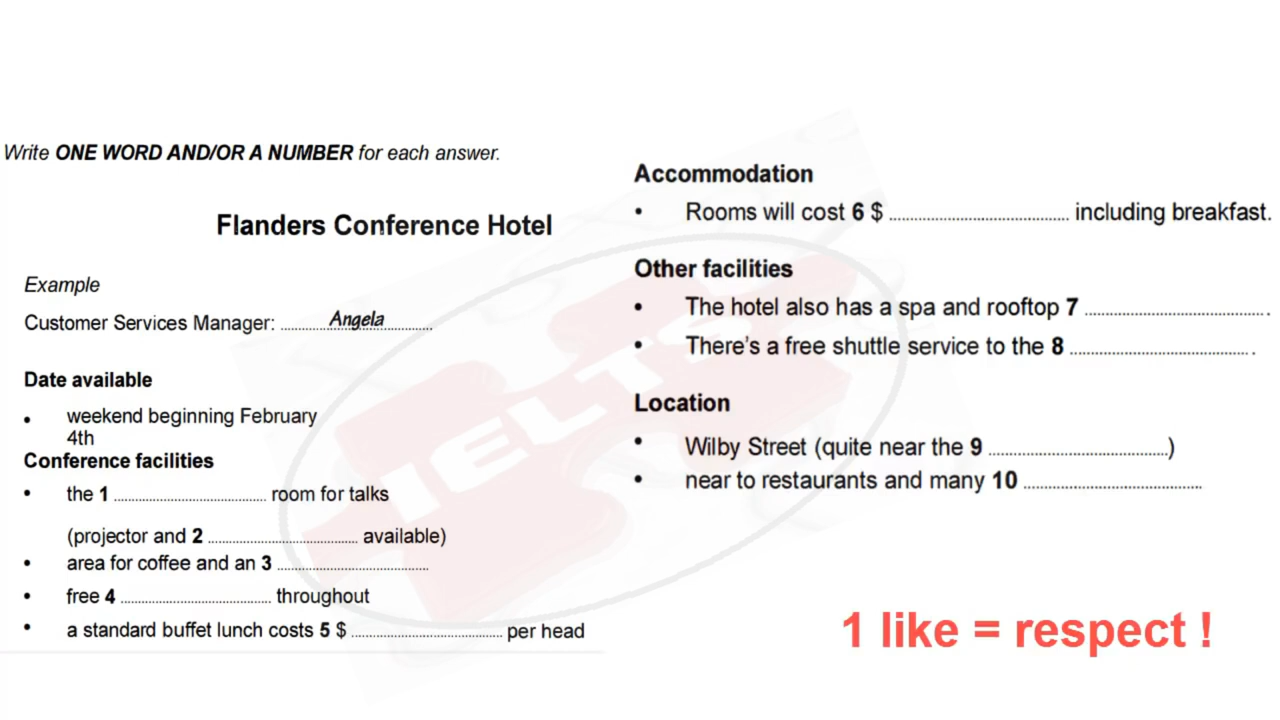 Write ONE WORD AND/OR A NUMBER for each answer.
Flanders Conference Hotel
Example
Customer Services Manager: ........Angela........
Date available
• weekend beginning February
4th
Conference facilities
• the 1 ................ room for talks
(projector and 2 ................ available)
• area for coffee and an 3 ................
• free 4 ................ throughout
• a standard buffet lunch costs 5 $ ................ per head
Accommodation
• Rooms will cost 6 $ ................ including breakfast.
Other facilities
• The hotel also has a spa and rooftop 7 ................ .
• There's a free shuttle service to the 8 ................ .
Location
• Wilby Street (quite near the 9 ................)
• near to restaurants and many 10 ................
IELTS
1 like = respect !